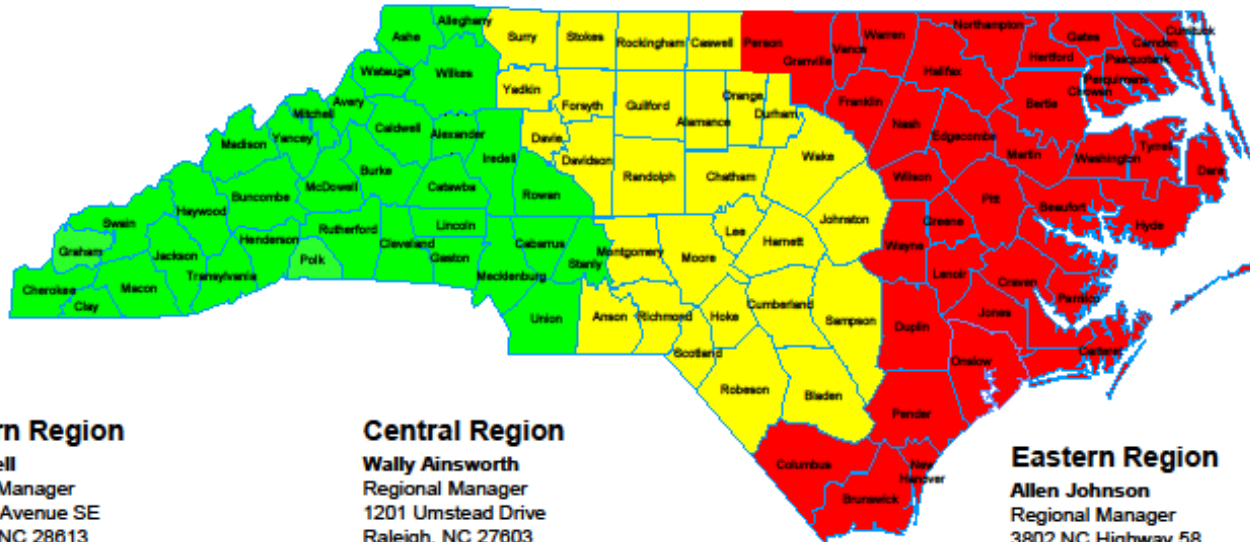 Alleghany
Ashe
Surry
Stokes
Rockingham
Caswell
Person
Granville
Vance
Warren
Northampton
Gates
Camden
Currituck
Pasquotank
Hertford
Perquimans
Chowan
Halifax
Watauga
Wilkes
Yadkin
Forsyth
Guilford
Alamance
Orange
Durham
Franklin
Nash
Bertie
Mitchell
Avery
Caldwell
Alexander
Davie
Iredell
Davidson
Randolph
Chatham
Wake
Edgecombe
Martin
Washington
Tyrrell
Dare
Madison
Yancey
Burke
McDowell
Catawba
Rowan
Wilson
Pitt
Beaufort
Hyde
Buncombe
Haywood
Swain
Graham
Jackson
Henderson
Rutherford
Polk
Cleveland
Lincoln
Gaston
Cabarrus
Stanly
Mecklenburg
Montgomery
Moore
Lee
Harnett
Johnston
Wayne
Greene
Lenoir
Craven
Pamlico
Cherokee
Clay
Macon
Transylvania
Union
Anson
Richmond
Hoke
Cumberland
Sampson
Duplin
Jones
Onslow
Carteret
Scotland
Robeson
Bladen
Pender
Columbus
Brunswick
New
Hanover
rn Region
ell
Manager
Avenue SE
NC 28613
Central Region
Wally Ainsworth
Regional Manager
1201 Umstead Drive
Raleigh, NC 27603
Eastern Region
Allen Johnson
Regional Manager
3802 NC Highway 58